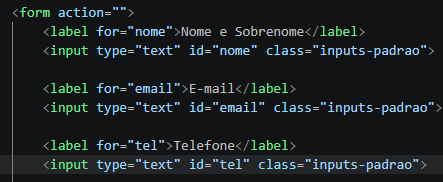 <form action="">
<label for="nome">Nome e Sobrenome</label>
<input type="text" id="nome" class="inputs-padrao">
<label for="email">E-mail</label>
<input type="text" id="email" class="inputs-padrao">
<label for="tel">Telefone</label>
<input type="text" id="tel" class="inputs-padrao">